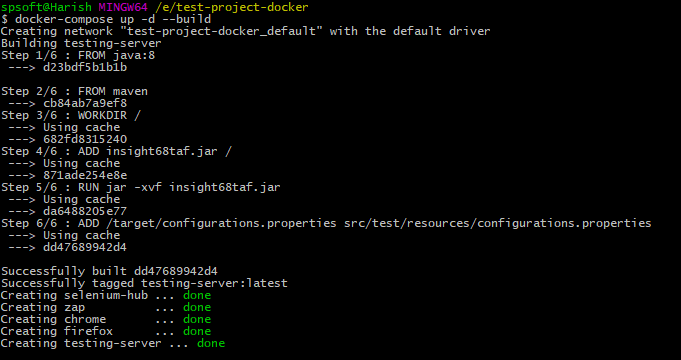 spsoft@Harish MINGW64 /e/test-project-docker
$ docker-compose up -d --build
Creating network "test-project-docker_default" with the default driver
Building testing-server
Step 1/6 : FROM java:8
 ---> d23bdf5b1b1b
Step 2/6 : FROM maven
 ---> cb84ab7a9ef8
Step 3/6 : WORKDIR /
 ---> Using cache
 ---> 682fd8315240
Step 4/6 : ADD insight68taf.jar /
 ---> Using cache
 ---> 871ade254e8e
Step 5/6 : RUN jar -xvf insight68taf.jar
 ---> Using cache
 ---> da6488205e77
Step 6/6 : ADD /target/configurations.properties src/test/resources/configurations.properties
 ---> Using cache
 ---> dd47689942d4
Successfully built dd47689942d4
Successfully tagged testing-server:latest
Creating selenium-hub ... done
Creating zap          ... done
Creating chrome       ... done
Creating firefox      ... done
Creating testing-server ... done